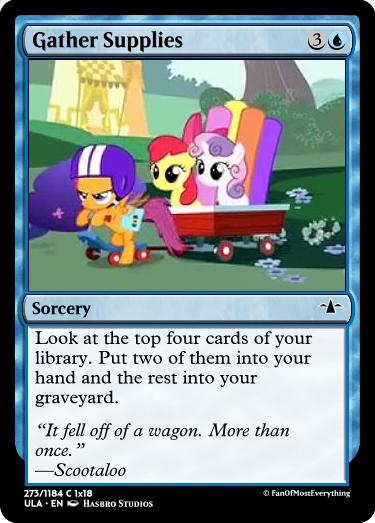 Gather Supplies 3
Sorcery
Look at the top four cards of your
library. Put two of them into your
hand and the rest into your
graveyard.
“It fell off of a wagon. More than
once.”
—Scootaloo
273/1184 C 1x18
ULA • EN Hasbro Studios © FanOfMostEverything